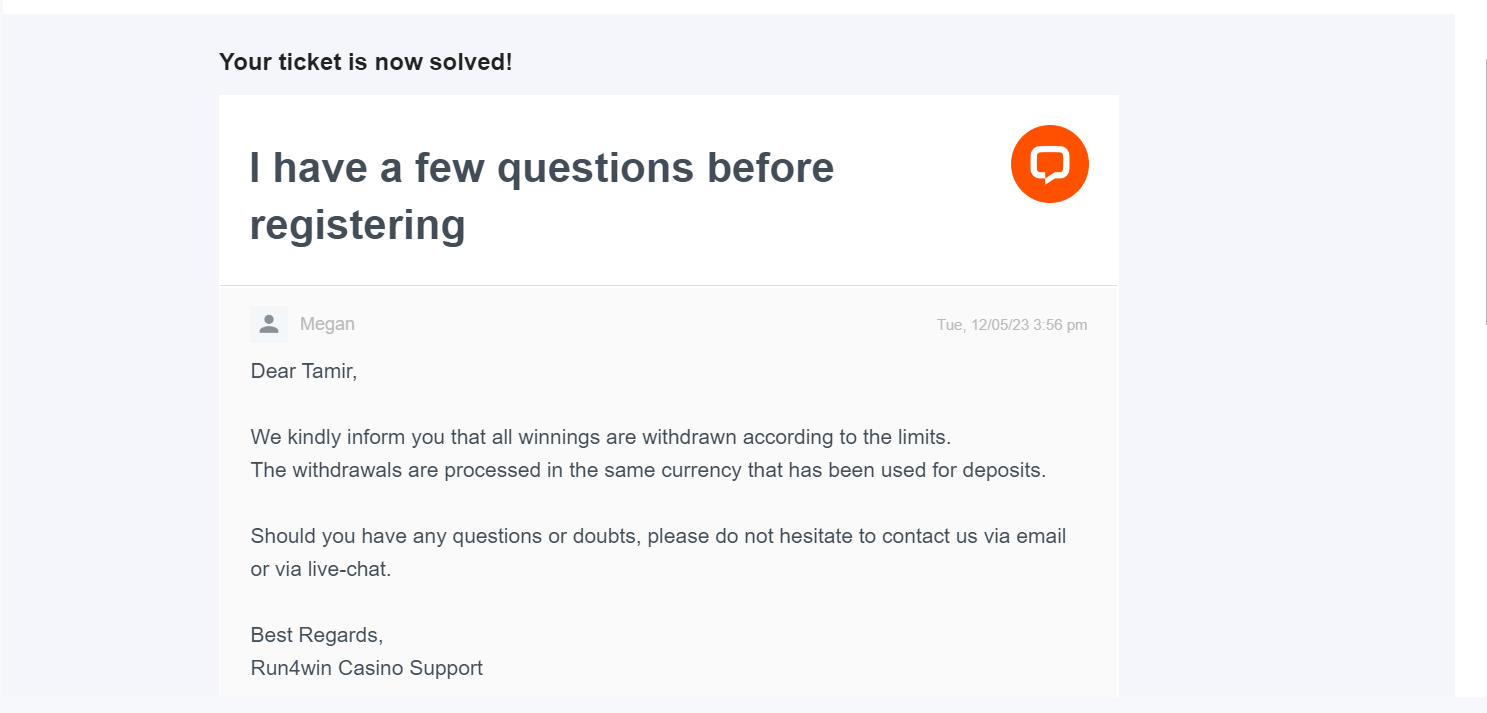 Your ticket is now solved!
I have a few questions before
registering
Megan
Tue, 12/05/23 3:56 pm
Dear Tamir,
We kindly inform you that all winnings are withdrawn according to the limits.
The withdrawals are processed in the same currency that has been used for deposits.
Should you have any questions or doubts, please do not hesitate to contact us via email
or via live-chat.
Best Regards,
Run4win Casino Support